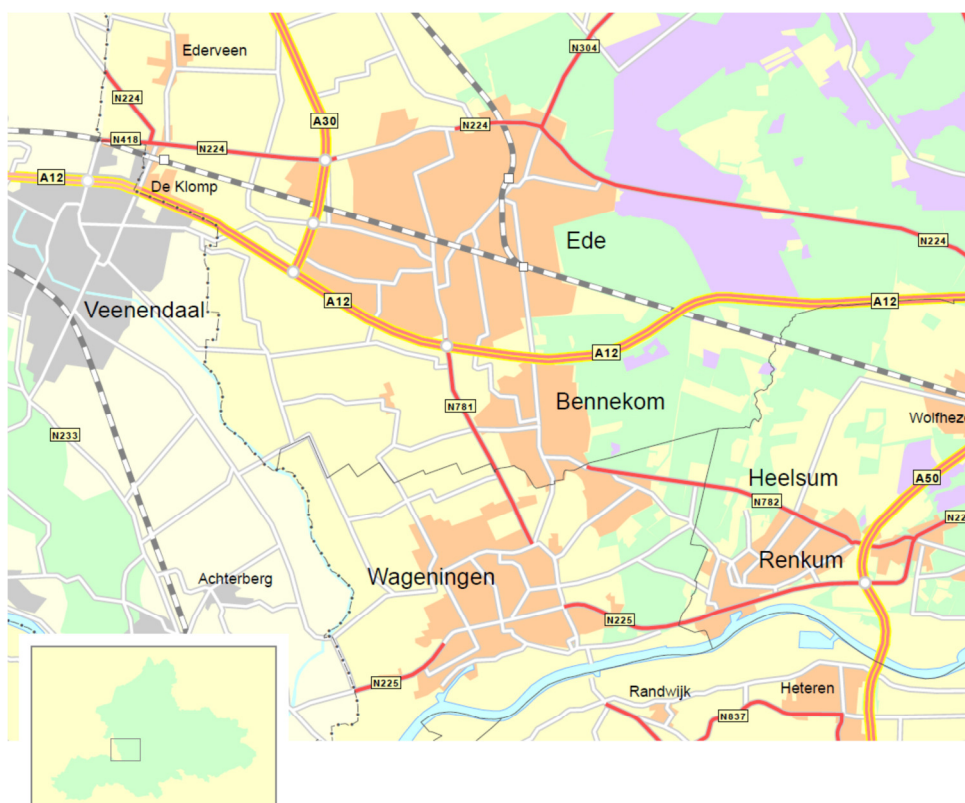 Ederveen
N304
N224
A30
N224
N418
N224
A12
De Klomp
Ede
N224
Veenendaal
A12
A12
A12
Bennekom
N781
Wolfheze
N233
Heelsum
A50
N782
Renkum
Wageningen
Achterberg
N225
N225
Randwijk
Heteren
N837